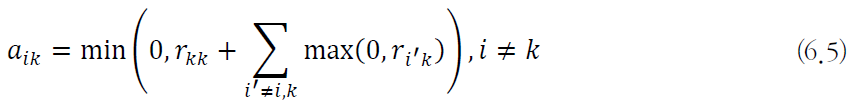 a_{ik} = min(0, r_{kk} + ∑_{i′≠i,k} max(0, r_{i′k})), i ≠ k (6.5)